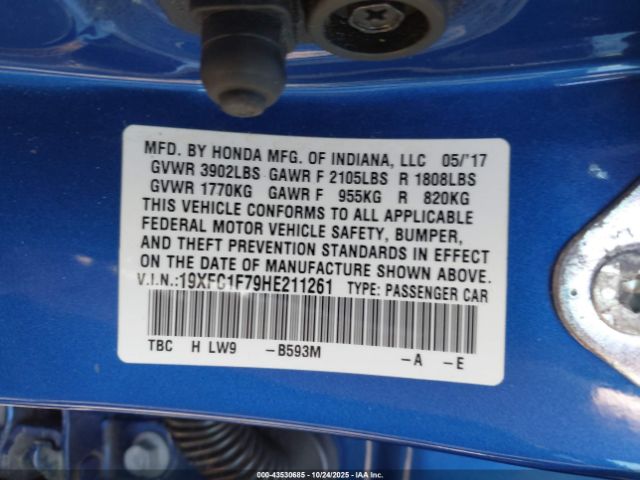 MFD. BY HONDA MFG. OF INDIANA, LLC 05/'17
GVWR 3902LBS GAWR F 2105LBS R 1808LBS
GVWR 1770KG GAWR F 955KG R 820KG
THIS VEHICLE CONFORMS TO ALL APPLICABLE
FEDERAL MOTOR VEHICLE SAFETY, BUMPER,
AND THEFT PREVENTION STANDARDS IN EFFECT
ON THE DATE OF MANUFACTURE SHOWN ABOVE.
V.I.N.:19XFC1F79HE211261 TYPE: PASSENGER CAR
TBC H LW9 -B593M -A -E
000-43530685 - 10/24/2025 - IAAI.COM